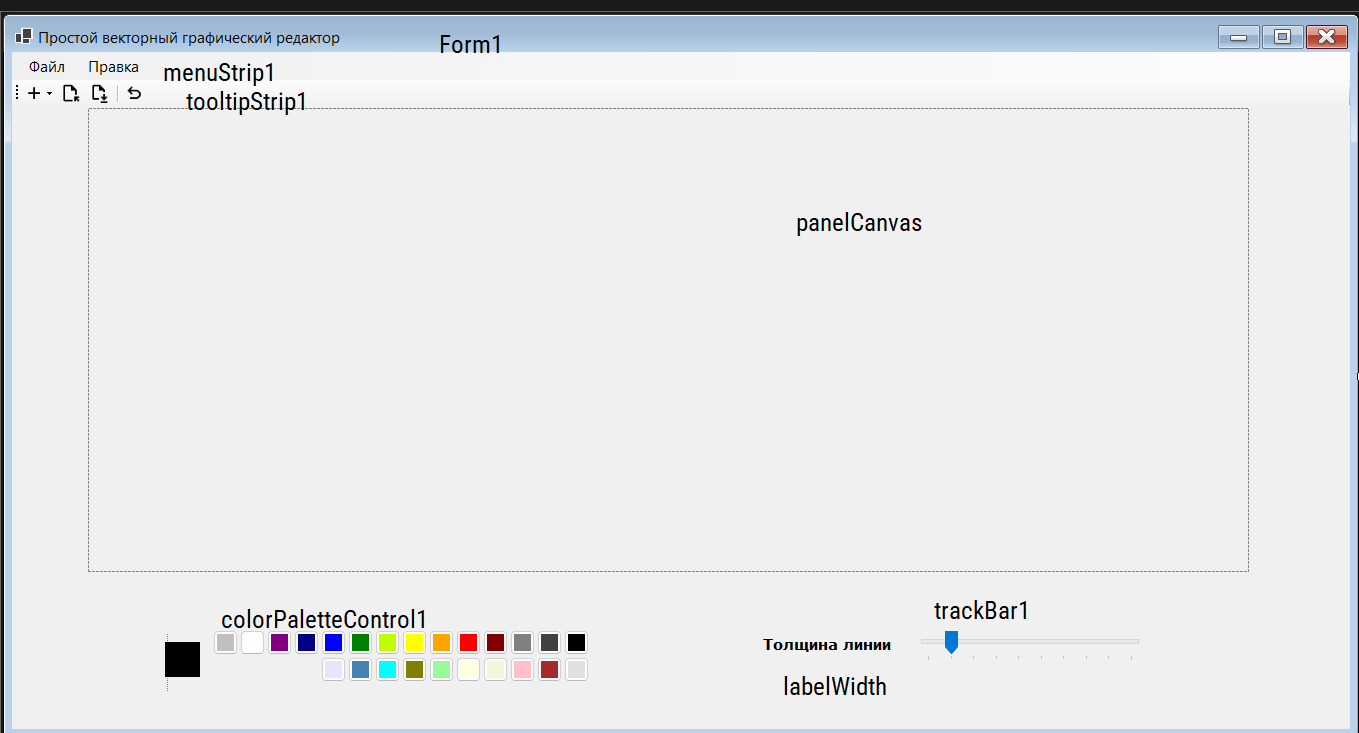 Простой векторный графический редактор
Form1
Файл Правка
menuStrip1
tooltipStrip1
panelCanvas
colorPaletteControl1
trackBar1
Толщина линии
labelWidth